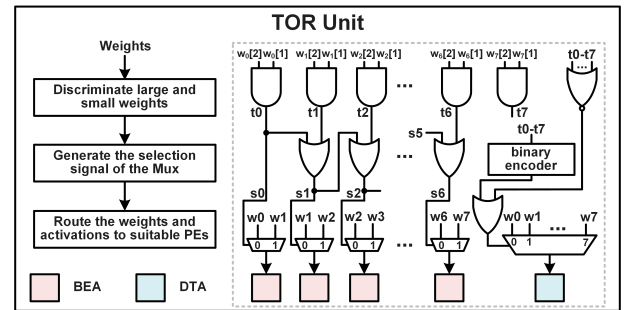 TOR Unit
Weights
Discriminate large and
small weights
Generate the selection
signal of the Mux
Route the weights and
activations to suitable PEs
BEA
DTA
w₀[2] w₀[1] w₁[2] w₁[1] w₂[2] w₂[1] w₆[2] w₆[1] w₇[2] w₇[1] t0-t7
...
...
t0 t1 t2 t6 t7
t0-t7
s5
...
binary
encoder
s0 s1 s2 s6
w0 w1 w1 w2 w2 w3 w6 w7 w0 w1 ... w7
0 1 0 1 0 1 ... 0 1 0 1 7